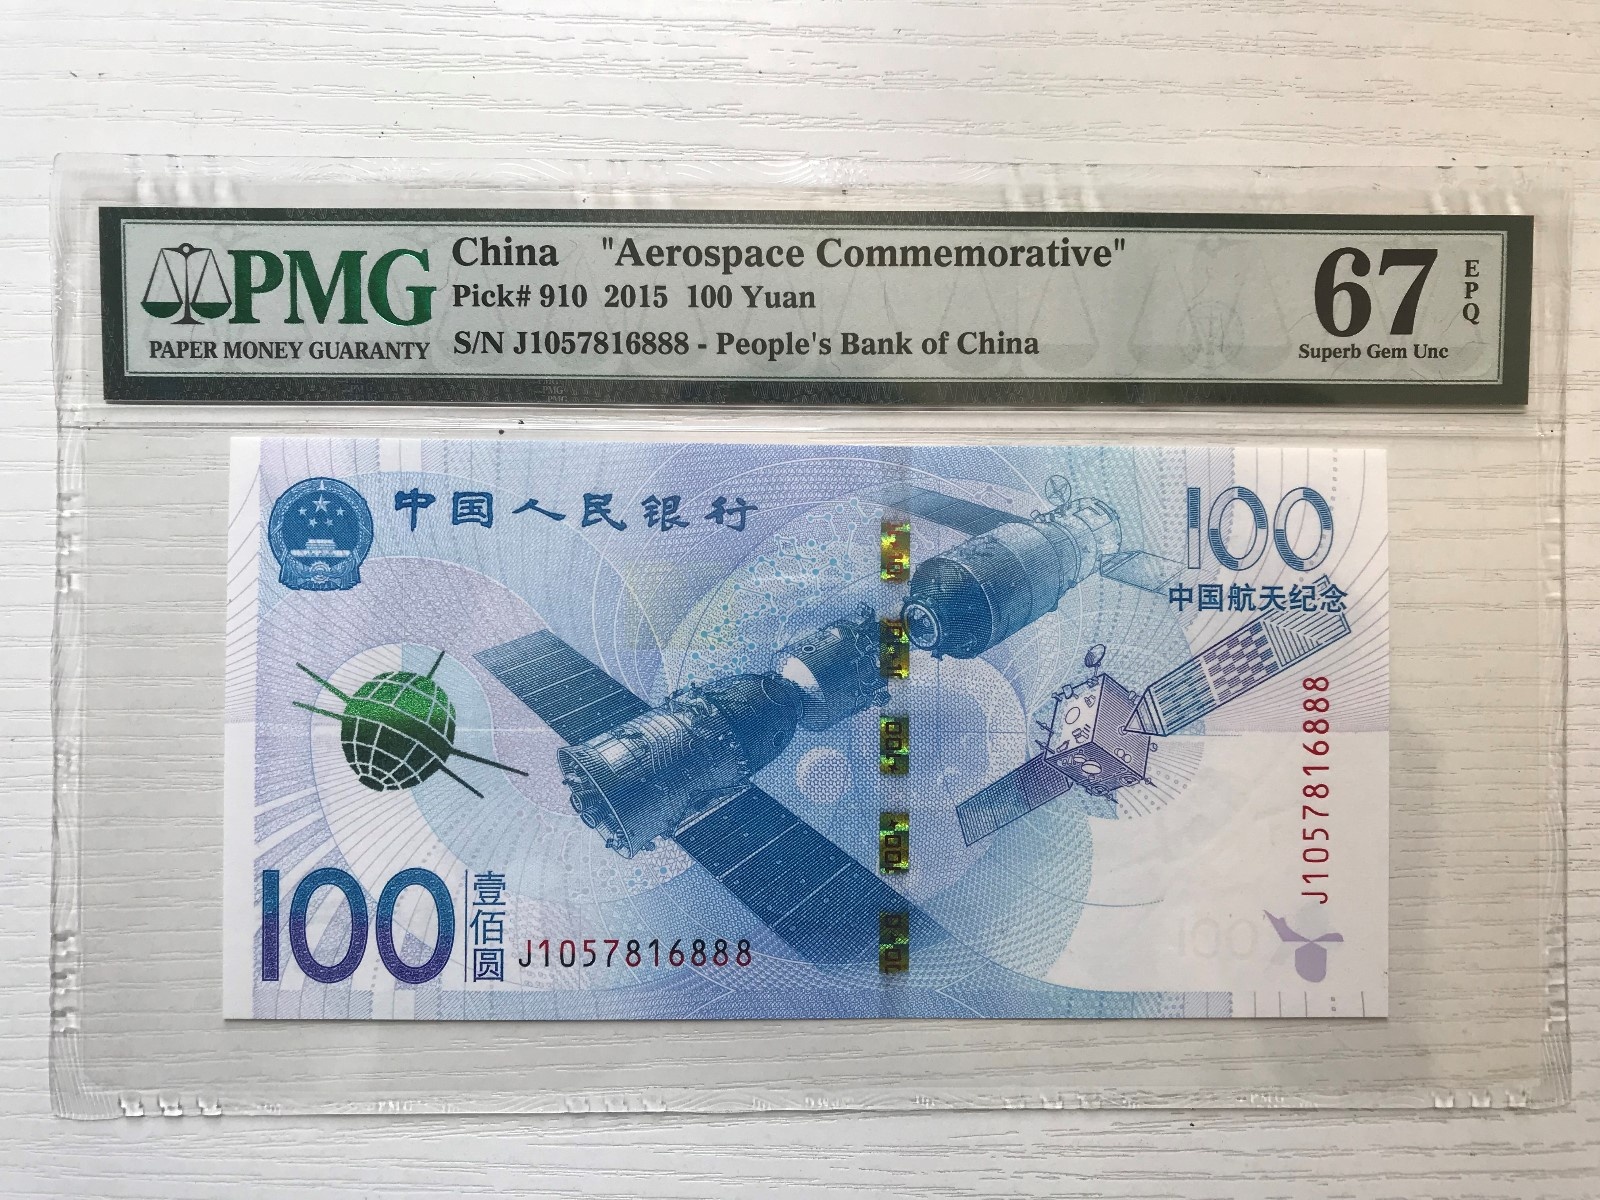 PMG
PAPER MONEY GUARANTY
China "Aerospace Commemorative"
Pick# 910 2015 100 Yuan
S/N J1057816888 - People's Bank of China
67
EPQ
Superb Gem Unc
中国人民银行
100
中国航天纪念
J1057816888
100
壹佰圆
J1057816888